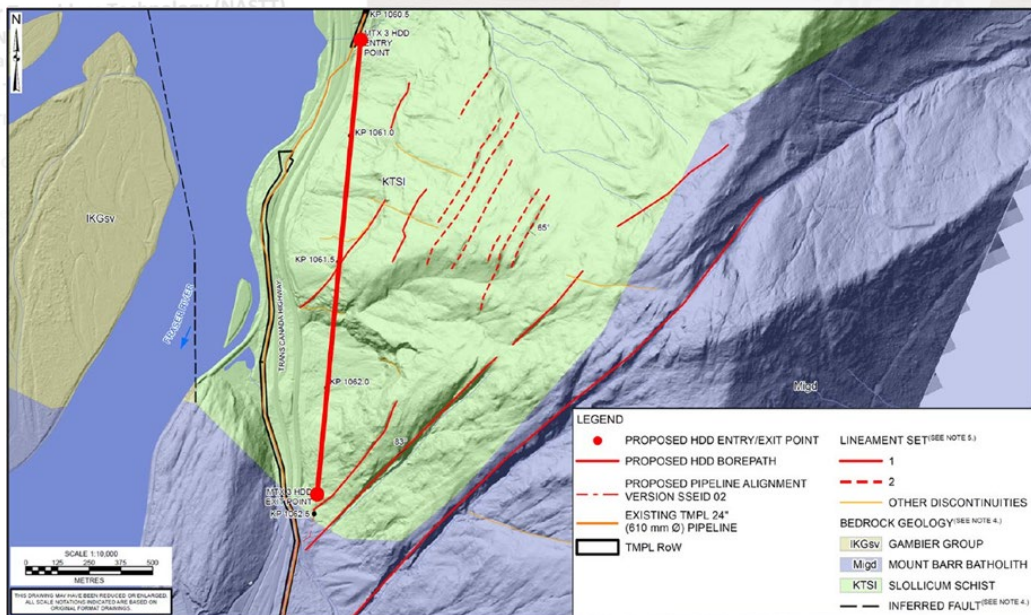 Technology (NASTT)
N
KP 1060.5
MTX 3 HDD
ENTRY
POINT
KP 1061.0
KTSI
IKGsv
65°
KP 1061.5
FRASER RIVER
TRANS CANADA HIGHWAY
KP 1062.0
Migd
83°
MTX 3 HDD
EXIT POINT
KP 1062.5
SCALE 1:10,000
0 125 250 375 500
METRES
THIS DRAWING MAY HAVE BEEN REDUCED OR ENLARGED.
ALL SCALE NOTATIONS INDICATED ARE BASED ON
ORIGINAL FORMAT DRAWINGS.
LEGEND
PROPOSED HDD ENTRY/EXIT POINT
PROPOSED HDD BOREPATH
PROPOSED PIPELINE ALIGNMENT
VERSION SSEID 02
EXISTING TMPL 24"
(610 mm Ø) PIPELINE
TMPL RoW
LINEAMENT SET (SEE NOTE 5.)
1
2
OTHER DISCONTINUITIES
BEDROCK GEOLOGY (SEE NOTE 4.)
IKGsv GAMBIER GROUP
Migd MOUNT BARR BATHOLITH
KTSI SLOLLICUM SCHIST
INFERRED FAULT (SEE NOTE 4.)